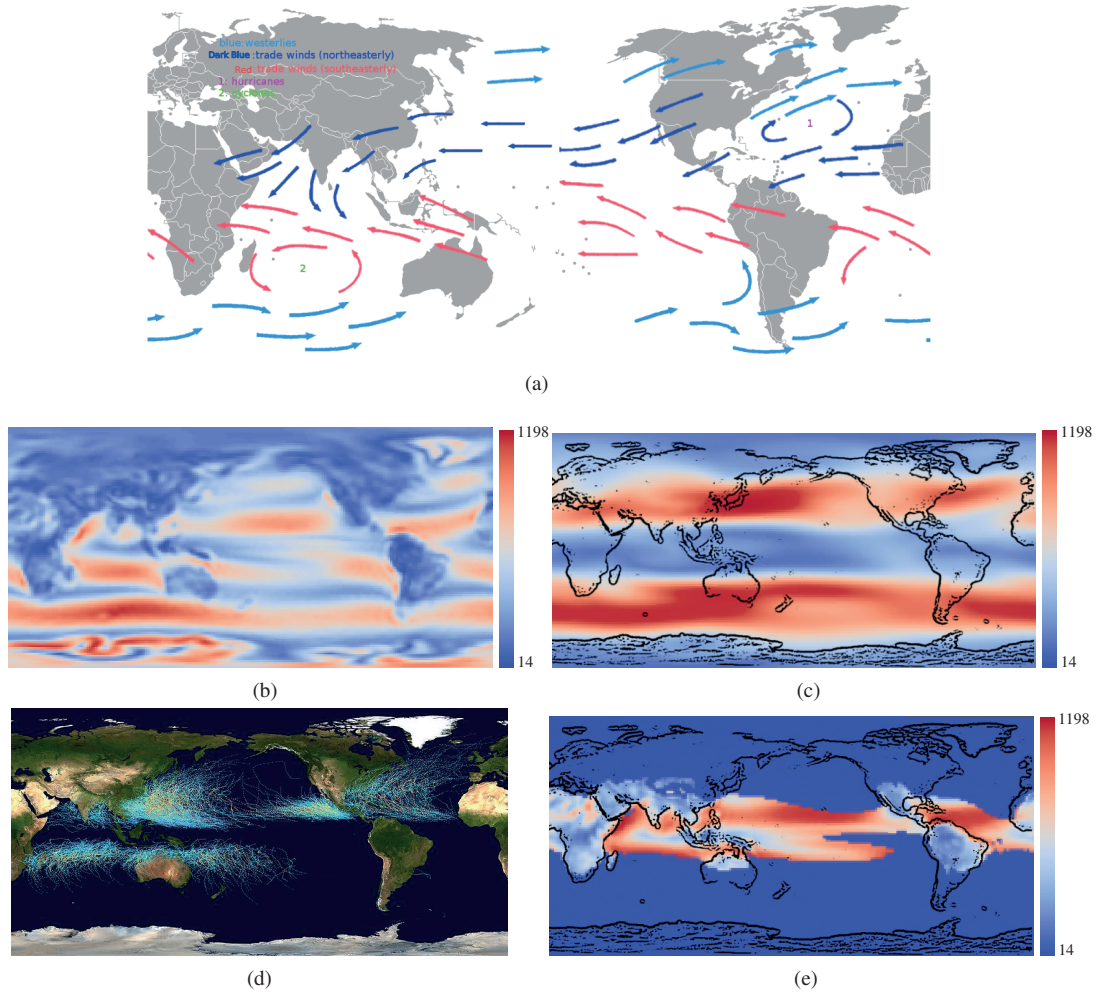 blue:westerlies
Dark Blue :trade winds (northeasterly)
Red: trade winds (southeasterly)
1: hurricanes
2: cyclones
1
2
(a)
1198
14
(b)
1198
14
(c)
(d)
1198
14
(e)